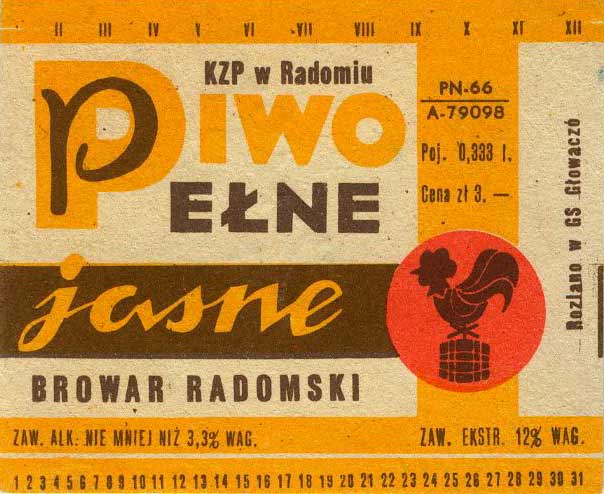 II III IV V VI VII VIII IX X XI XII
KZP w Radomiu
PIWO
pEŁNE
jasne
BROWAR RADOMSKI
PN-66
A-79098
Poj. 0,333 l.
Cena zł 3.—
Rozlano w GS Głowaczó
ZAW. ALK. NIE MNIEJ NIŻ 3,3% WAG.
ZAW. EKSTR. 12% WAG.
1 2 3 4 5 6 7 8 9 10 11 12 13 14 15 16 17 18 19 20 21 22 23 24 25 26 27 28 29 30 31